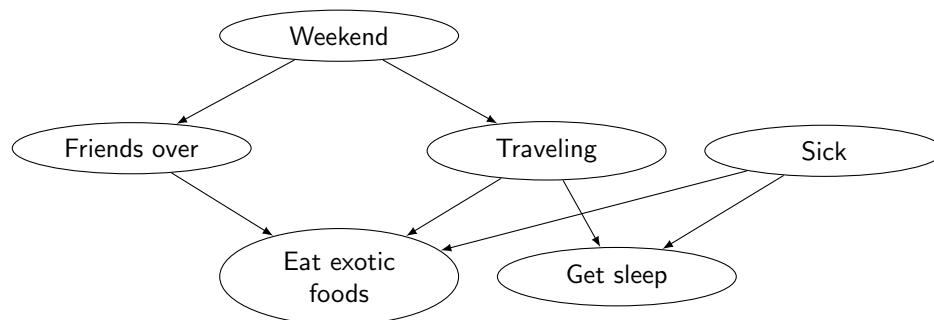 Weekend
Friends over
Traveling
Sick
Eat exotic
foods
Get sleep